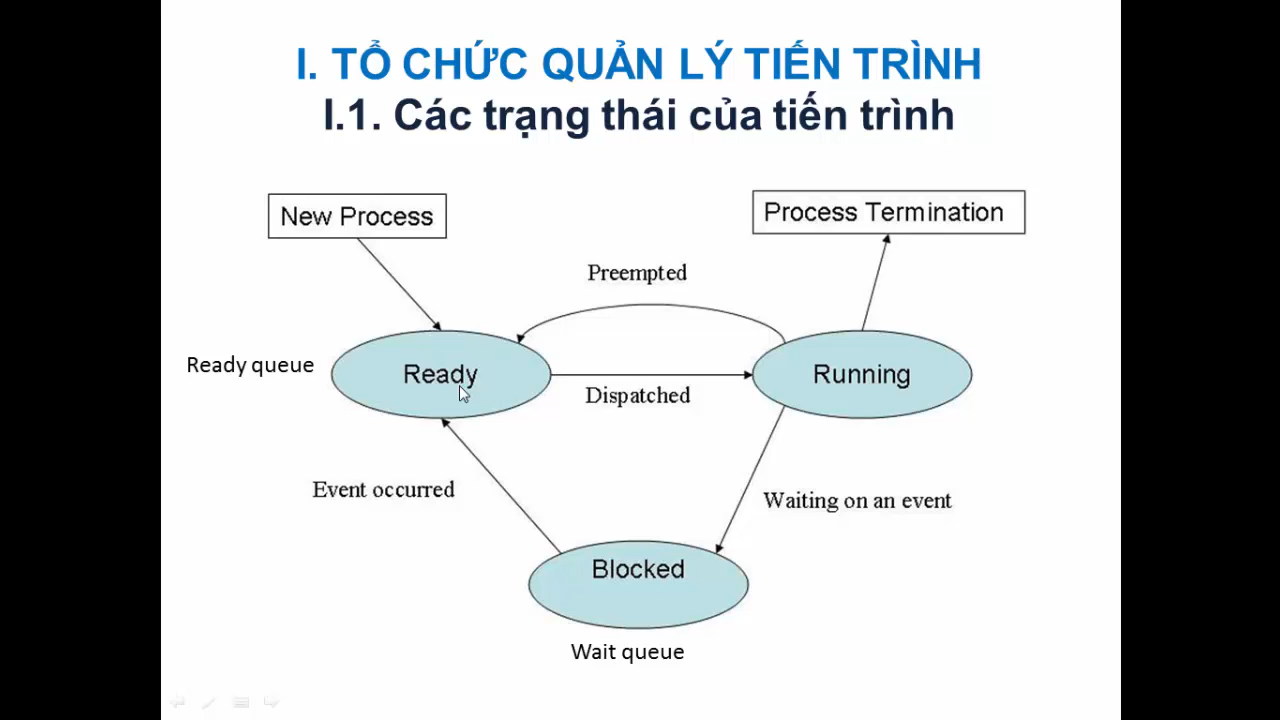 I. TỔ CHỨC QUẢN LÝ TIẾN TRÌNH
I.1. Các trạng thái của tiến trình
New Process
Process Termination
Preempted
Ready queue
Ready
Running
Dispatched
Event occurred
Waiting on an event
Blocked
Wait queue